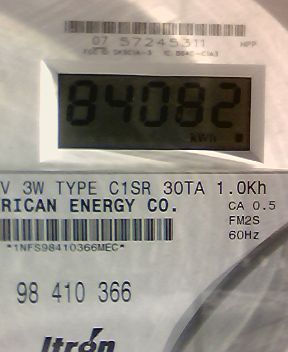 07 57245311 HPP
84082
kWh
V 3W TYPE C1SR 30TA 1.0Kh
RICAN ENERGY CO. CA 0.5
FM2S
60Hz
*1NFS98410366MEC*
98 410 366
Itron